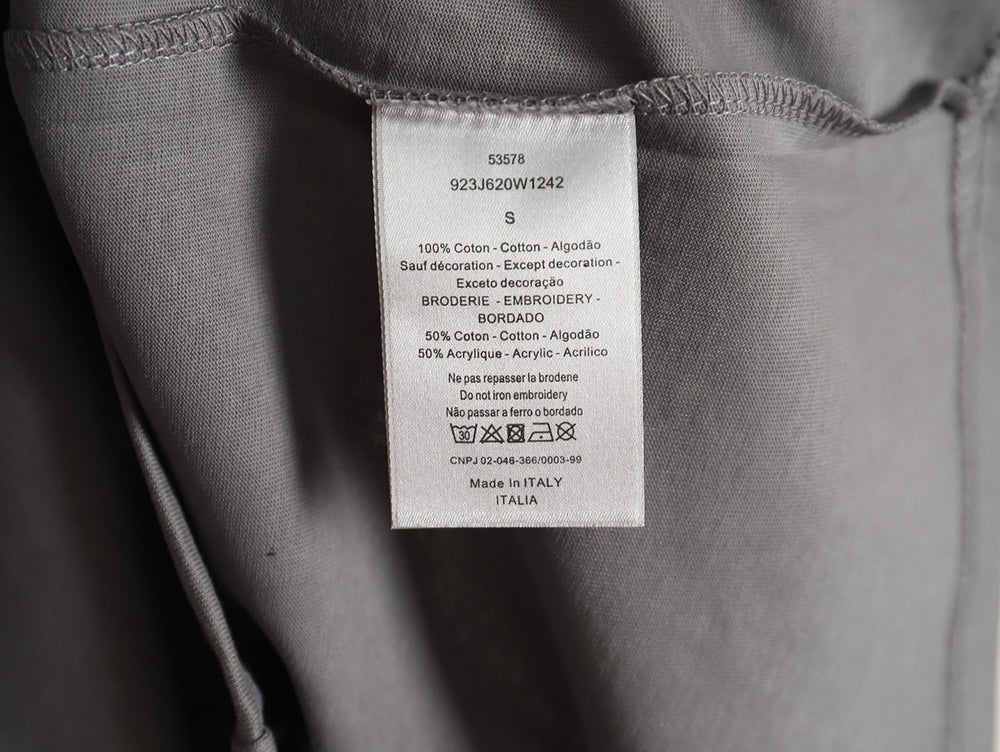 53578
923J620W1242
S
100% Coton - Cotton - Algodão
Sauf décoration - Except decoration -
Exceto decoração
BRODERIE - EMBROIDERY -
BORDADO
50% Coton - Cotton - Algodão
50% Acrylique - Acrylic - Acrilico
Ne pas repasser la brodene
Do not iron embroidery
Não passar a ferro o bordado
30
CNPJ 02-046-366/0003-99
Made In ITALY
ITALIA